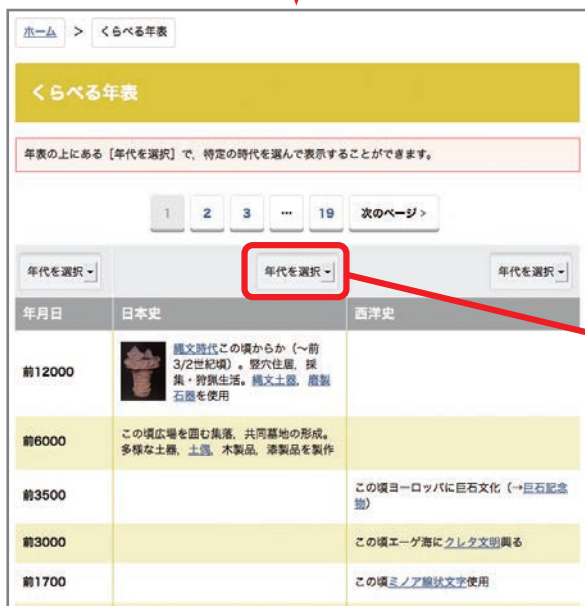 ホーム > くらべる年表
くらべる年表
年表の上にある［年代を選択］で，特定の時代を選んで表示することができます。
1 2 3 … 19 次のページ >
年代を選択 年代を選択 年代を選択
年月日 日本史 西洋史
前12000
縄文時代この頃からか（〜前
3/2世紀頃）。竪穴住居，採
集・狩猟生活。縄文土器，磨製
石器を使用
前6000
この頃広場を囲む集落，共同墓地の形成。
多様な土器，土偶，木製品，漆製品を製作
前3500
この頃ヨーロッパに巨石文化（→巨石記念
物）
前3000 この頃エーゲ海にクレタ文明興る
前1700 この頃ミノア線状文字使用